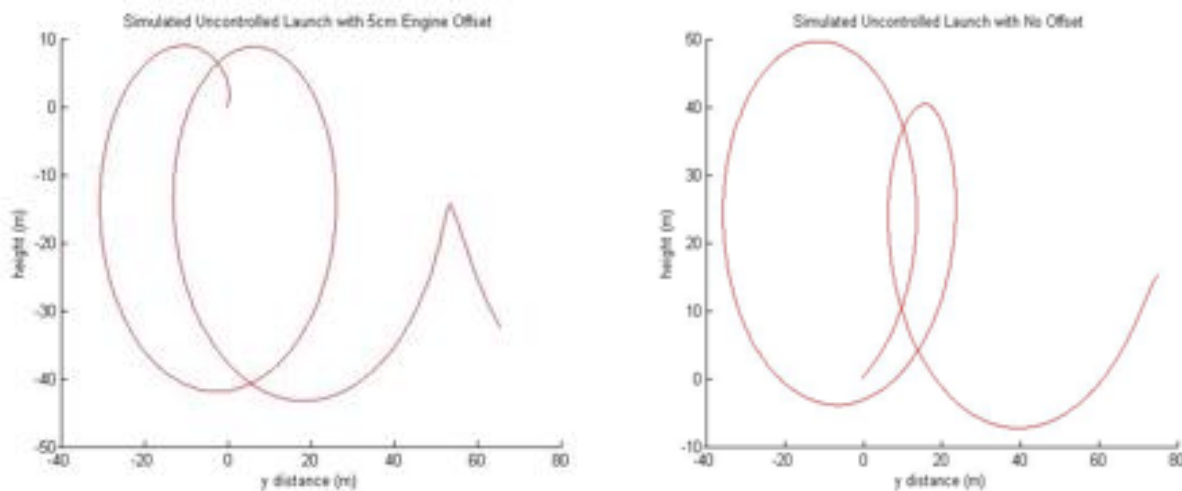 Simulated Uncontrolled Launch with 5cm Engine Offset
10
0
-10
-20
-30
-40
-50
height (m)
-40 -20 0 20 40 60 80
y distance (m)
Simulated Uncontrolled Launch with No Offset
50
40
30
20
10
0
-10
height (m)
-40 -20 0 20 40 60 80
y distance (m)